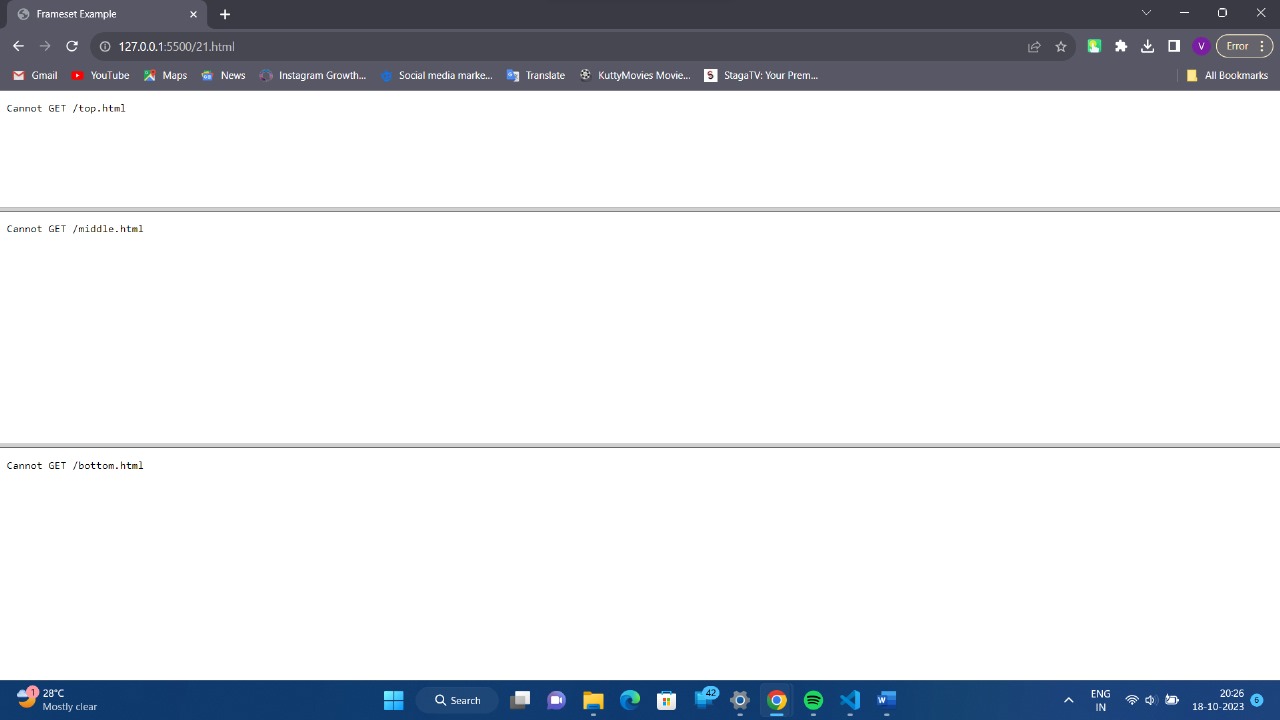 Frameset Example
127.0.0.1:5500/21.html
V
Error
Gmail
YouTube
Maps
News
Instagram Growth...
Social media marke...
Translate
KuttyMovies Movie...
S
StagaTV: Your Prem...
All Bookmarks
Cannot GET /top.html
Cannot GET /middle.html
Cannot GET /bottom.html
1
28°C
Mostly clear
Search
42
W
ENG
IN
20:26
18-10-2023
6